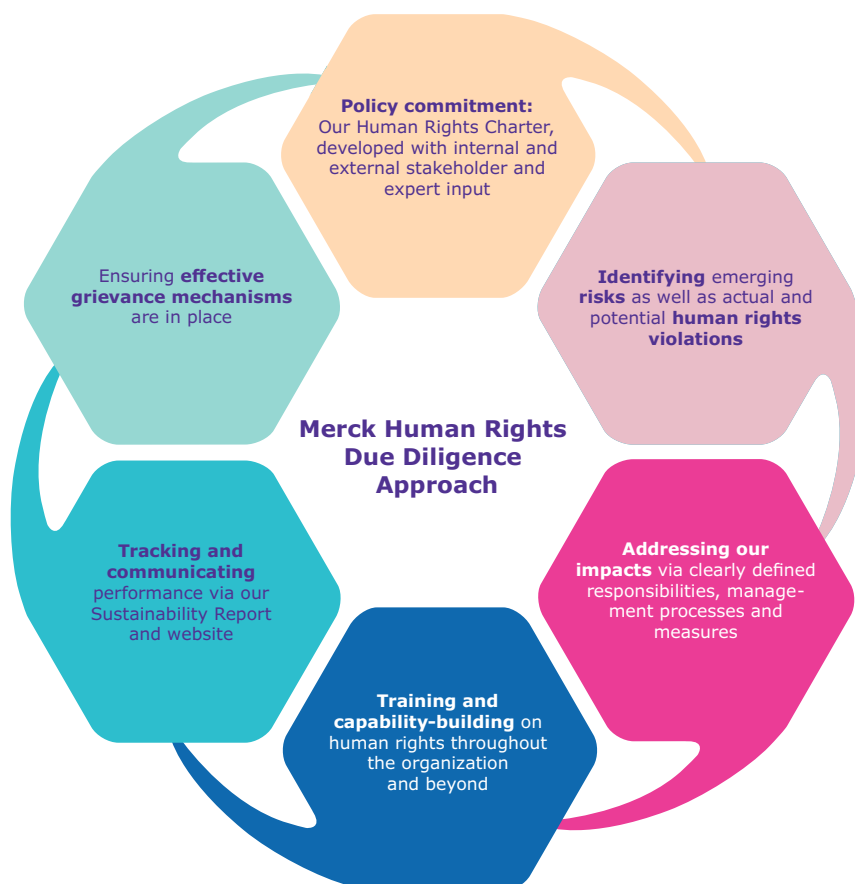 Policy commitment:
Our Human Rights Charter,
developed with internal and
external stakeholder and
expert input
Identifying emerging
risks as well as actual and
potential human rights
violations
Addressing our
impacts via clearly defined
responsibilities, manage-
ment processes and
measures
Training and
capability-building on
human rights throughout
the organization
and beyond
Tracking and
communicating
performance via our
Sustainability Report
and website
Ensuring effective
grievance mechanisms
are in place
Merck Human Rights
Due Diligence
Approach